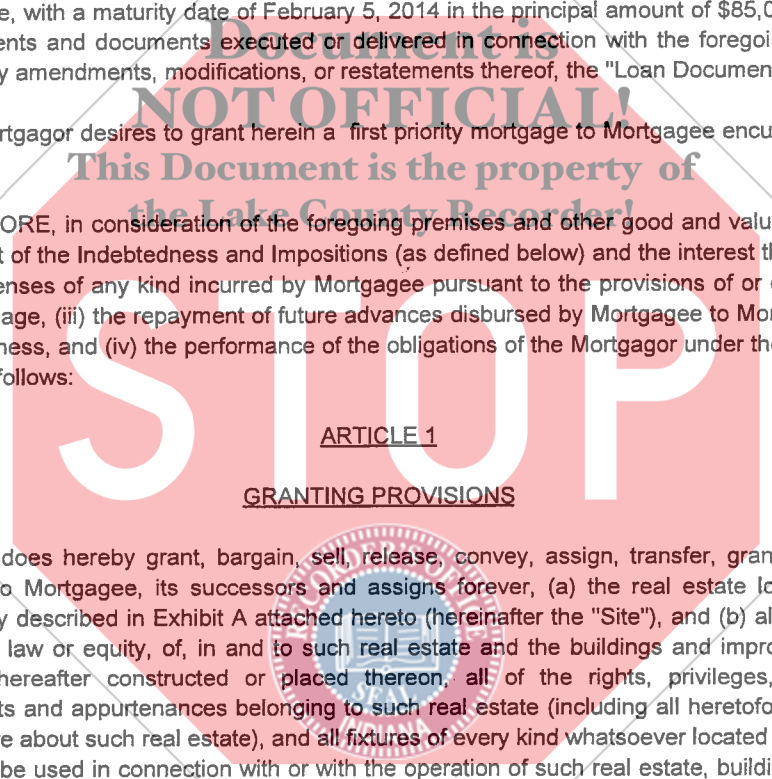 e, with a maturity date of February 5, 2014 in the principal amount of $85,0
ents and documents executed or delivered in connection with the foregoi
y amendments, modifications, or restatements thereof, the "Loan Documen
Document is
NOT OFFICIAL!
rtgagor desires to grant herein a first priority mortgage to Mortgagee encu
This Document is the property of
the Lake County Recorder!
ORE, in consideration of the foregoing premises and other good and valu
t of the Indebtedness and Impositions (as defined below) and the interest th
enses of any kind incurred by Mortgagee pursuant to the provisions of or
age, (iii) the repayment of future advances disbursed by Mortgagee to Mor
ness, and (iv) the performance of the obligations of the Mortgagor under the
follows:
STOP
ARTICLE 1
GRANTING PROVISIONS
does hereby grant, bargain, sell, release, convey, assign, transfer, gran
o Mortgagee, its successors and assigns forever, (a) the real estate lo
y described in Exhibit A attached hereto (hereinafter the "Site"), and (b) al
law or equity, of, in and to such real estate and the buildings and impro
hereafter constructed or placed thereon, all of the rights, privileges,
ts and appurtenances belonging to such real estate (including all heretofo
e about such real estate), and all fixtures of every kind whatsoever located
be used in connection with or with the operation of such real estate, buildi
RECORDER'S OFFICE
SEAL
INDIANA